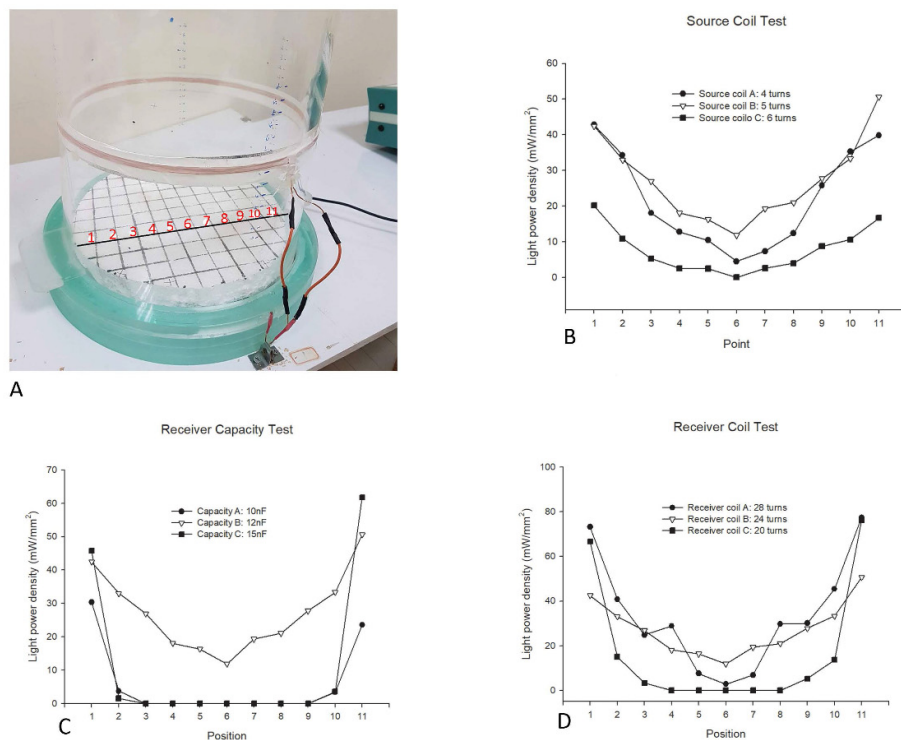 1 2 3 4 5 6 7 8 9 10 11
A
Source Coil Test
Light power density (mW/mm²)
60
50
40
30
20
10
0
Source coil A: 4 turns
Source coil B: 5 turns
Source coilo C: 6 turns
1 2 3 4 5 6 7 8 9 10 11
Point
B
Receiver Capacity Test
Light power density (mW/mm²)
70
60
50
40
30
20
10
0
Capacity A: 10nF
Capacity B: 12nF
Capacity C: 15nF
1 2 3 4 5 6 7 8 9 10 11
Position
C
Receiver Coil Test
Light power density (mW/mm²)
100
80
60
40
20
0
Receiver coil A: 28 turns
Receiver coil B: 24 turns
Receiver coil C: 20 turns
1 2 3 4 5 6 7 8 9 10 11
Position
D